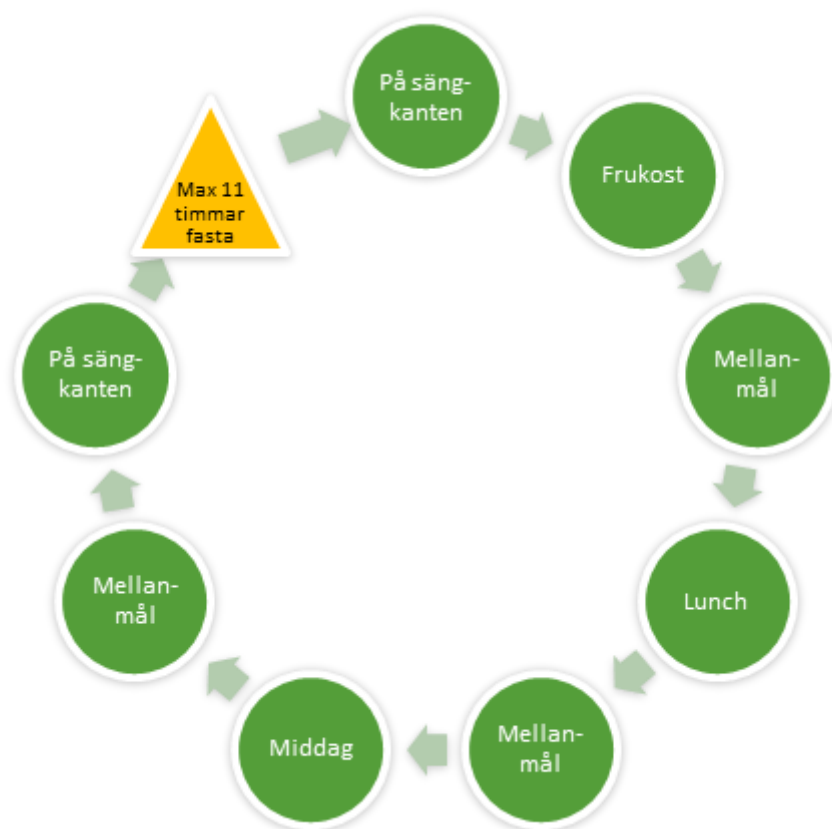 På säng-
kanten
Frukost
Mellan-
mål
Lunch
Mellan-
mål
Middag
Mellan-
mål
På säng-
kanten
Max 11
timmar
fasta